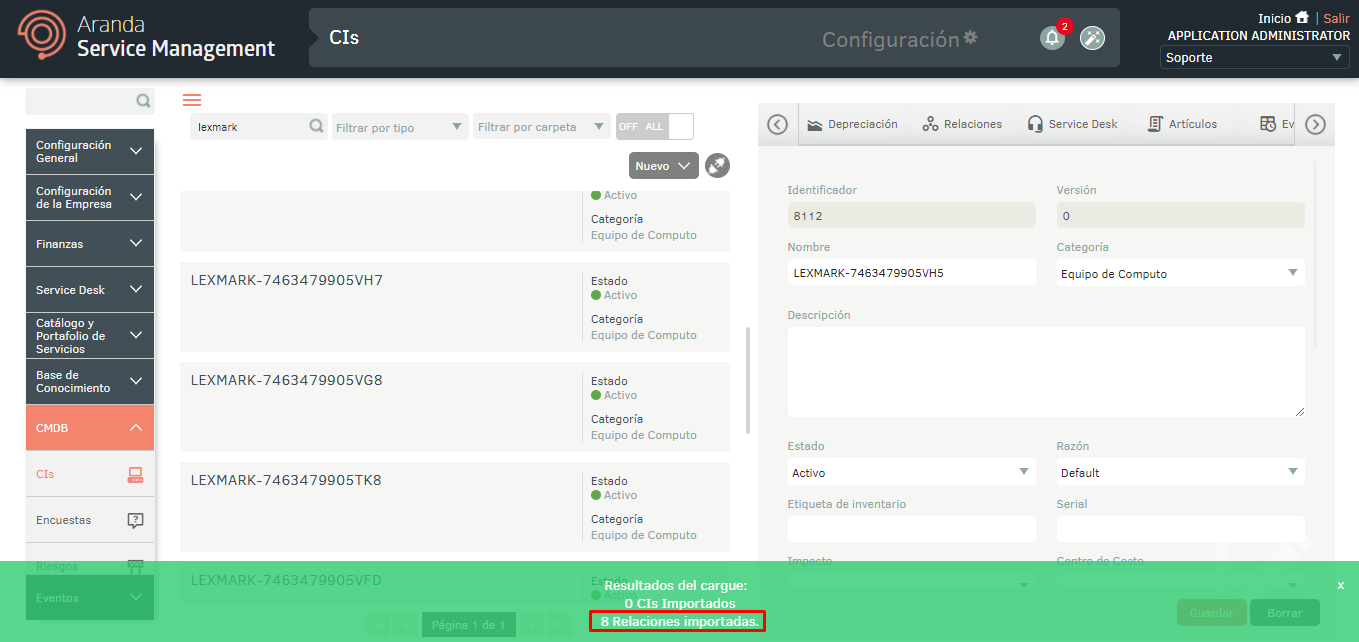 Aranda
Service Management
CIs
Configuración
2
Inicio | Salir
APPLICATION ADMINISTRATOR
Soporte
Configuración
General
Configuración
de la Empresa
Finanzas
Service Desk
Catálogo y
Portafolio de
Servicios
Base de
Conocimiento
CMDB
CIs
Encuestas
Riesgos
Eventos
lexmark
Filtrar por tipo
Filtrar por carpeta
OFF ALL
Nuevo
Activo
Categoría
Equipo de Computo
LEXMARK-7463479905VH7
Estado
Activo
Categoría
Equipo de Computo
LEXMARK-7463479905VG8
Estado
Activo
Categoría
Equipo de Computo
LEXMARK-7463479905TK8
Estado
Activo
Categoría
Equipo de Computo
LEXMARK-7463479905VFD
Estado
Activo
Página 1 de 1
Depreciación
Relaciones
Service Desk
Artículos
Ev
Identificador
8112
Versión
0
Nombre
LEXMARK-7463479905VH5
Categoría
Equipo de Computo
Descripción
Estado
Activo
Razón
Default
Etiqueta de inventario
Serial
Impacto
Centro de Costo
Guardar
Borrar
Resultados del cargue:
0 CIs Importados
8 Relaciones importadas.
x